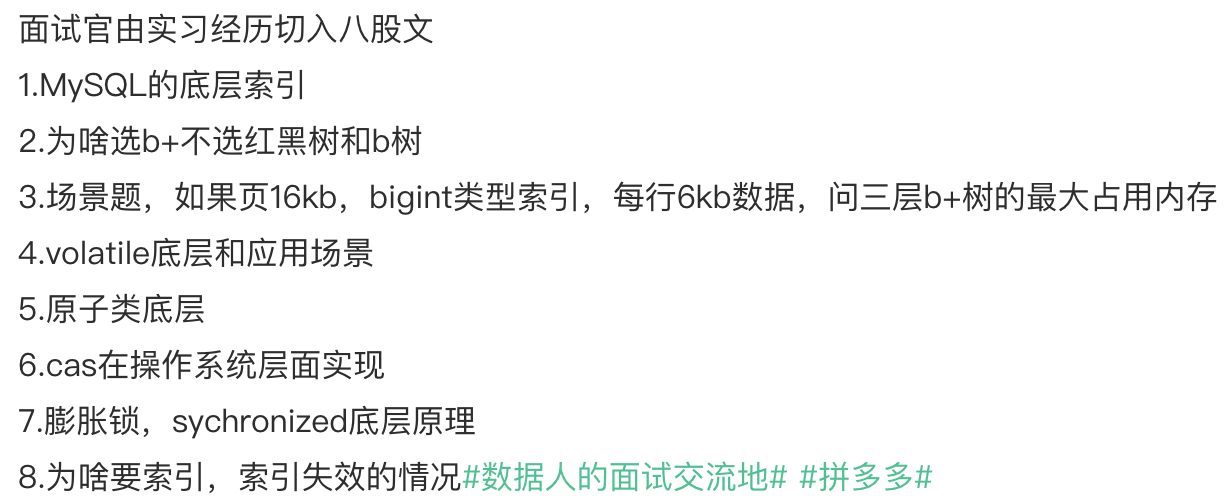 面试官由实习经历切入八股文
1.MySQL的底层索引
2.为啥选b+不选红黑树和b树
3.场景题，如果页16kb，bigint类型索引，每行6kb数据，问三层b+树的最大占用内存
4.volatile底层和应用场景
5.原子类底层
6.cas在操作系统层面实现
7.膨胀锁，sychronized底层原理
8.为啥要索引，索引失效的情况#数据人的面试交流地# #拼多多#